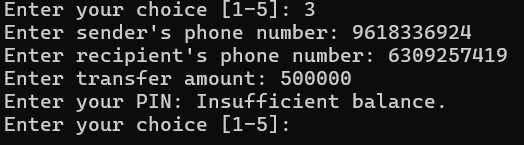 Enter your choice [1-5]: 3
Enter sender's phone number: 9618336924
Enter recipient's phone number: 6309257419
Enter transfer amount: 500000
Enter your PIN: Insufficient balance.
Enter your choice [1-5]: